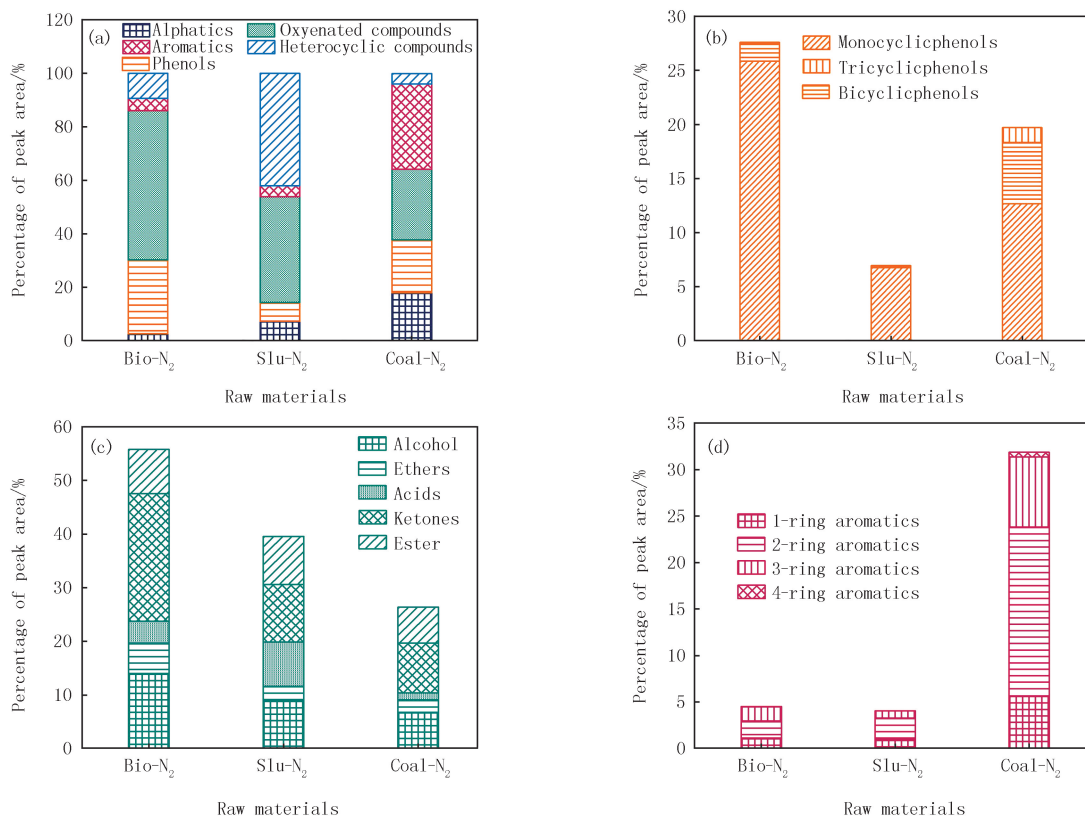 (a)
Alphatics
Aromatics
Phenols
Oxyenated compounds
Heterocyclic compounds
120
100
80
60
40
20
0
Percentage of peak area/%
Bio-N₂ Slu-N₂ Coal-N₂
Raw materials
(b)
Monocyclicphenols
Tricyclicphenols
Bicyclicphenols
30
25
20
15
10
5
0
Percentage of peak area/%
Bio-N₂ Slu-N₂ Coal-N₂
Raw materials
(c)
Alcohol
Ethers
Acids
Ketones
Ester
60
50
40
30
20
10
0
Percentage of peak area/%
Bio-N₂ Slu-N₂ Coal-N₂
Raw materials
(d)
1-ring aromatics
2-ring aromatics
3-ring aromatics
4-ring aromatics
35
30
25
20
15
10
5
0
Percentage of peak area/%
Bio-N₂ Slu-N₂ Coal-N₂
Raw materials